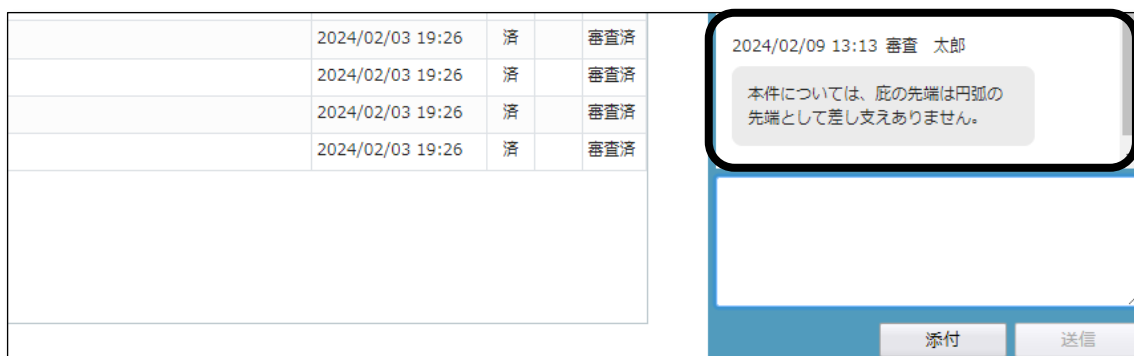 2024/02/03 19:26 済 審査済
2024/02/03 19:26 済 審査済
2024/02/03 19:26 済 審査済
2024/02/03 19:26 済 審査済
2024/02/09 13:13 審査　太郎
本件については、庇の先端は円弧の
先端として差し支えありません。
添付 送信